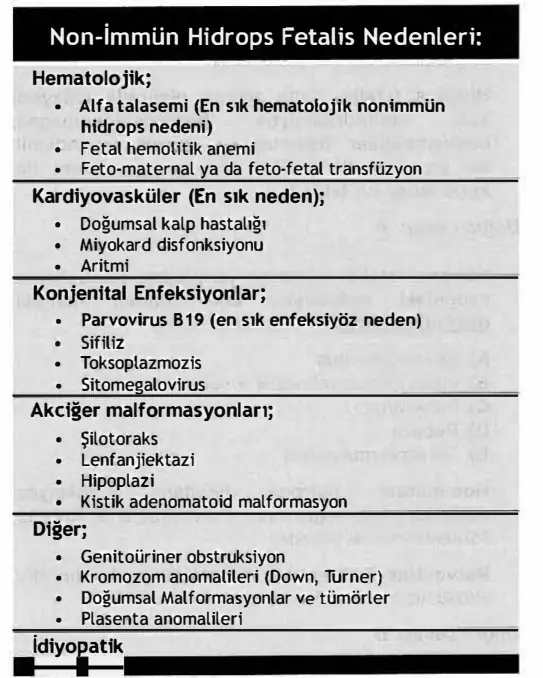 Non-İmmün Hidrops Fetalis Nedenleri:
Hematolojik;
• Alfa talasemi (En sık hematolojik nonimmün
hidrops nedeni)
• Fetal hemolitik anemi
• Feto-maternal ya da feto-fetal transfüzyon
Kardiyovasküler (En sık neden);
• Doğumsal kalp hastalığı
• Miyokard disfonksiyonu
• Aritmi
Konjenital Enfeksiyonlar;
• Parvovirus B19 (en sık enfeksiyöz neden)
• Sifiliz
• Toksoplazmozis
• Sitomegalovirus
Akciğer malformasyonları;
• Şilotoraks
• Lenfanjiektazi
• Hipoplazi
• Kistik adenomatoid malformasyon
Diğer;
• Genitoüriner obstruksiyon
• Kromozom anomalileri (Down, Turner)
• Doğumsal Malformasyonlar ve tümörler
• Plasenta anomalileri
İdiyopatik